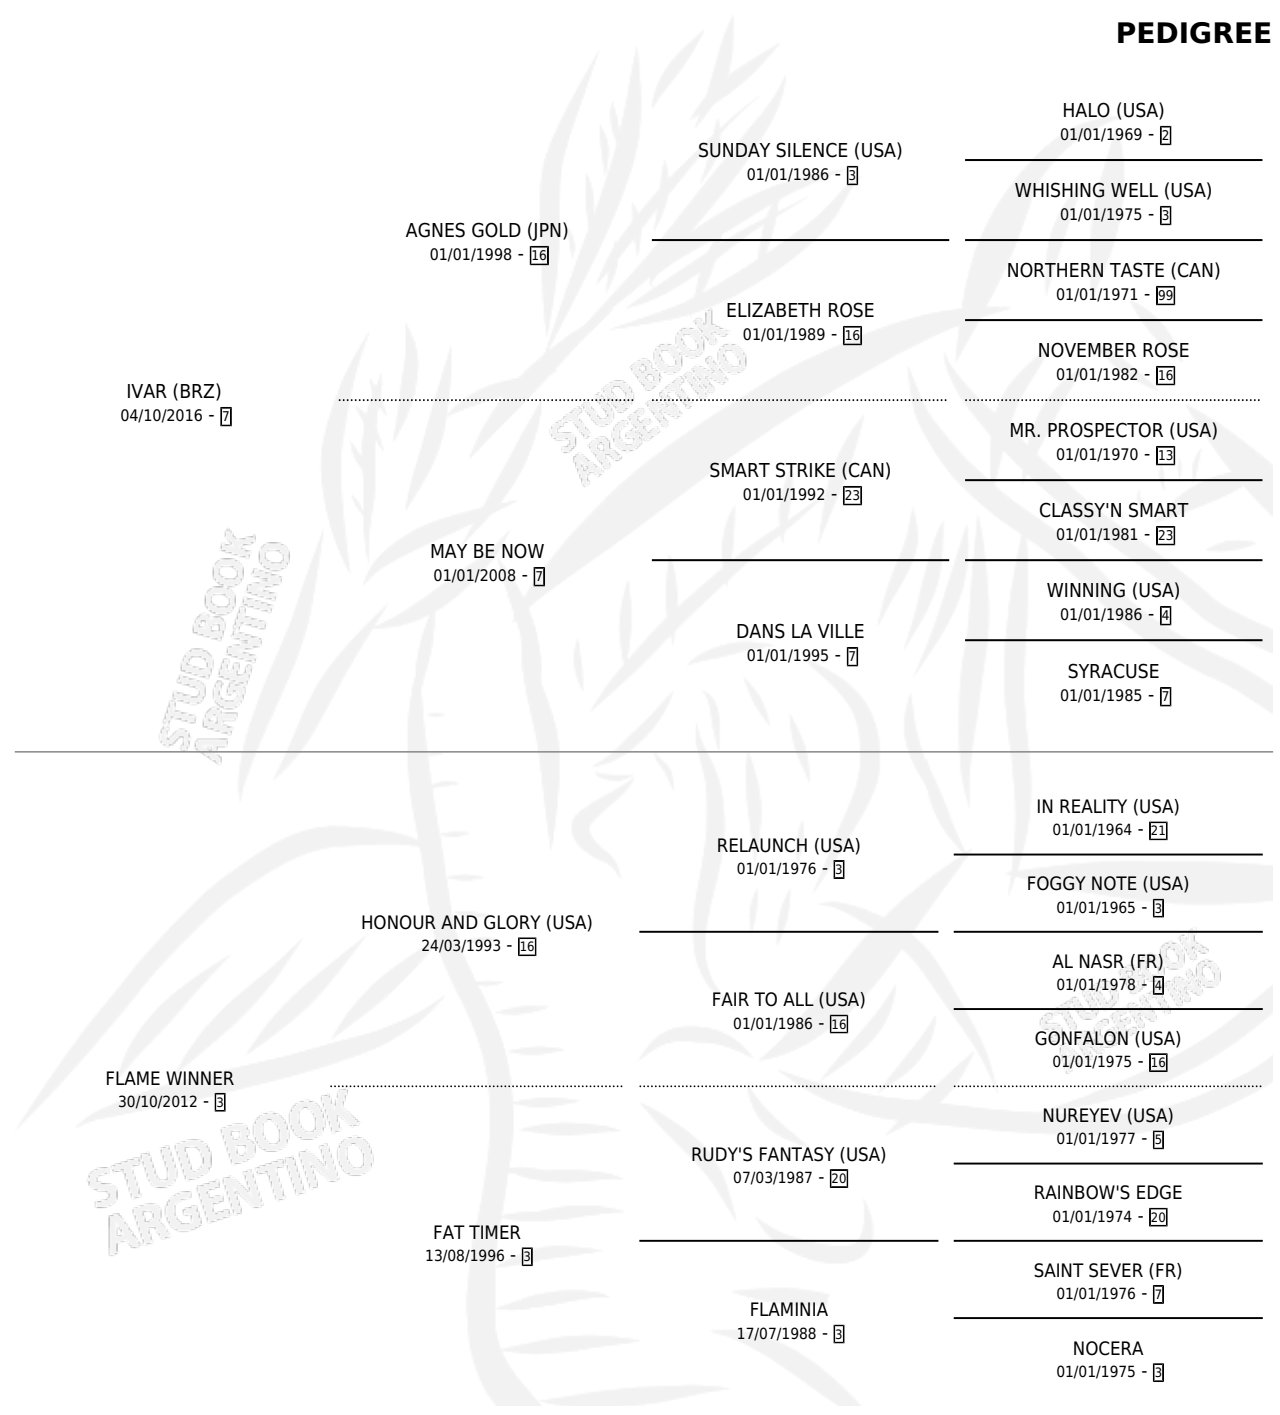 PEDIGREE
HALO (USA)
01/01/1969 - 2
SUNDAY SILENCE (USA)
01/01/1986 - 3
WHISHING WELL (USA)
01/01/1975 - 3
AGNES GOLD (JPN)
01/01/1998 - 16
NORTHERN TASTE (CAN)
01/01/1971 - 99
ELIZABETH ROSE
01/01/1989 - 16
NOVEMBER ROSE
01/01/1982 - 16
IVAR (BRZ)
04/10/2016 - 7
MR. PROSPECTOR (USA)
01/01/1970 - 13
SMART STRIKE (CAN)
01/01/1992 - 23
CLASSY'N SMART
01/01/1981 - 23
MAY BE NOW
01/01/2008 - 7
WINNING (USA)
01/01/1986 - 4
DANS LA VILLE
01/01/1995 - 7
SYRACUSE
01/01/1985 - 7
IN REALITY (USA)
01/01/1964 - 21
RELAUNCH (USA)
01/01/1976 - 3
FOGGY NOTE (USA)
01/01/1965 - 3
HONOUR AND GLORY (USA)
24/03/1993 - 16
AL NASR (FR)
01/01/1978 - 4
FAIR TO ALL (USA)
01/01/1986 - 16
GONFALON (USA)
01/01/1975 - 16
FLAME WINNER
30/10/2012 - 3
NUREYEV (USA)
01/01/1977 - 5
RUDY'S FANTASY (USA)
07/03/1987 - 20
RAINBOW'S EDGE
01/01/1974 - 20
FAT TIMER
13/08/1996 - 3
SAINT SEVER (FR)
01/01/1976 - 7
FLAMINIA
17/07/1988 - 3
NOCERA
01/01/1975 - 3
STUD BOOK
ARGENTINO
STUD BOOK
ARGENTINO
STUD BOOK
ARGENTINO
STUD BOOK
ARGENTINO